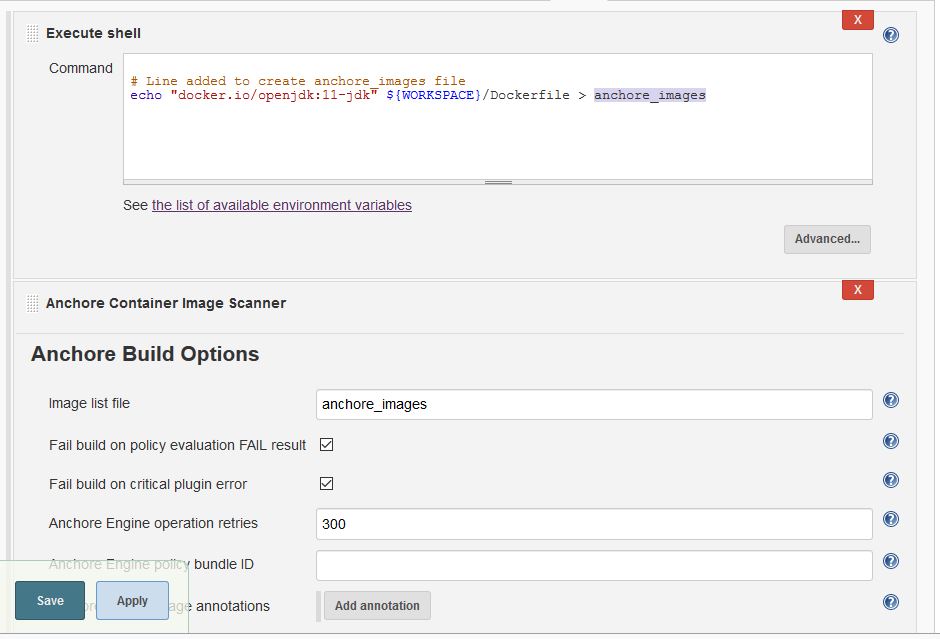 X
Execute shell
?
Command
# Line added to create anchore_images file
echo "docker.io/openjdk:11-jdk" ${WORKSPACE}/Dockerfile > anchore_images
See the list of available environment variables
Advanced...
X
Anchore Container Image Scanner
Anchore Build Options
Image list file anchore_images ?
Fail build on policy evaluation FAIL result ?
Fail build on critical plugin error ?
Anchore Engine operation retries 300 ?
Anchore Engine policy bundle ID ?
annotations Add annotation ?
Save Apply